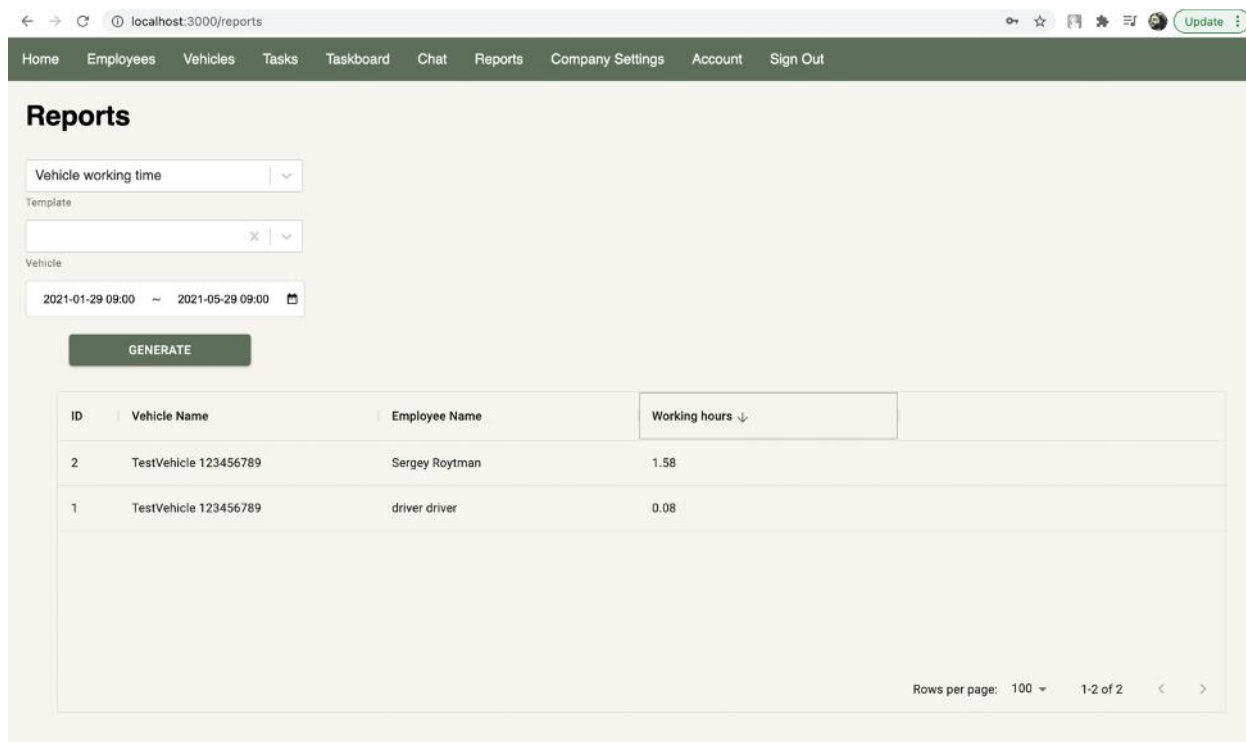 localhost:3000/reports
Update
Home Employees Vehicles Tasks Taskboard Chat Reports Company Settings Account Sign Out
Reports
Vehicle working time
Template
Vehicle
2021-01-29 09:00 ~ 2021-05-29 09:00
GENERATE
ID Vehicle Name Employee Name Working hours
2 TestVehicle 123456789 Sergey Roytman 1.58
1 TestVehicle 123456789 driver driver 0.08
Rows per page: 100 1-2 of 2